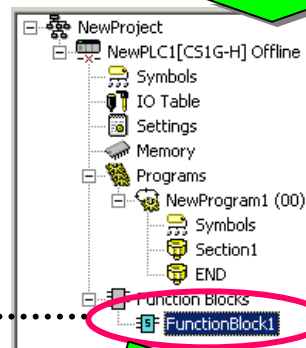 NewProject
NewPLC1[CS1G-H] Offline
Symbols
IO Table
Settings
Memory
Programs
NewProgram1 (00)
Symbols
Section1
END
Function Blocks
FunctionBlock1